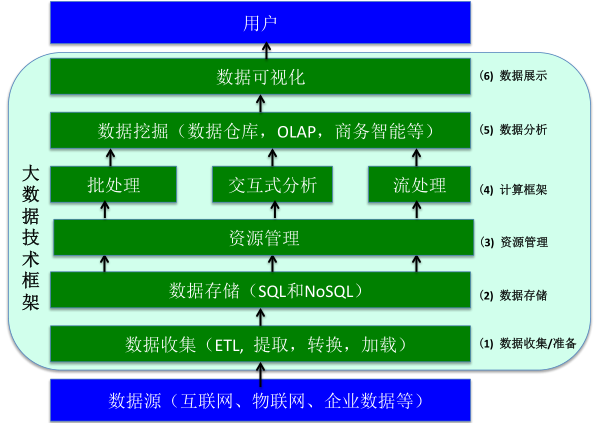 用户
数据可视化
(6) 数据展示
数据挖掘（数据仓库，OLAP，商务智能等）
(5) 数据分析
批处理
交互式分析
流处理
(4) 计算框架
大数据技术框架
资源管理
(3) 资源管理
数据存储（SQL和NoSQL）
(2) 数据存储
数据收集（ETL, 提取，转换，加载）
(1) 数据收集/准备
数据源（互联网、物联网、企业数据等）